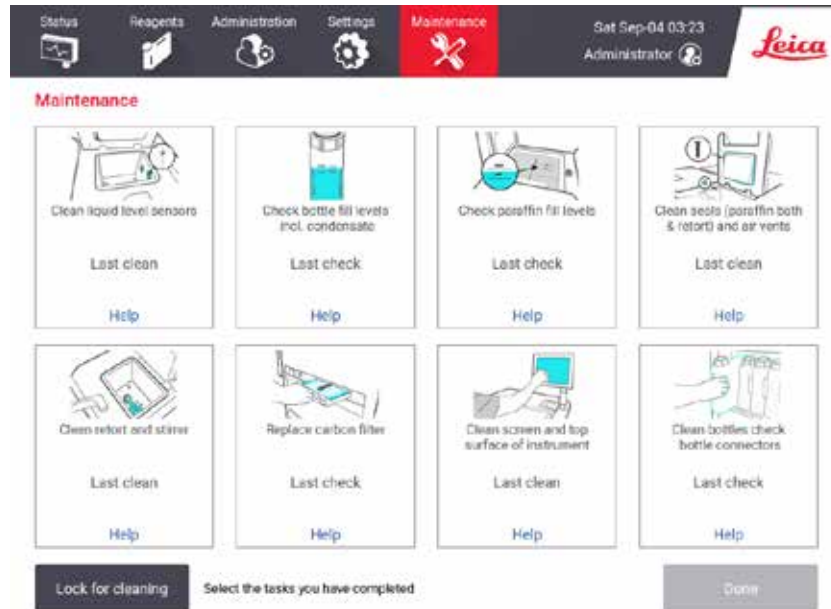 Status Reagents Administration Settings Maintenance
Sat Sep-04 03:23
Administrator
Leica
Maintenance
Clean liquid level sensors
Last clean
Help
Check bottle fill levels
incl. condensate
Last check
Help
Check paraffin fill levels
Last check
Help
Clean seals (paraffin bath
& retort) and air vents
Last clean
Help
Clean retort and stirrer
Last clean
Help
Replace carbon filter
Last check
Help
Clean screen and top
surface of instrument
Last clean
Help
Clean bottles check
bottle connectors
Last check
Help
Lock for cleaning
Select the tasks you have completed
Done